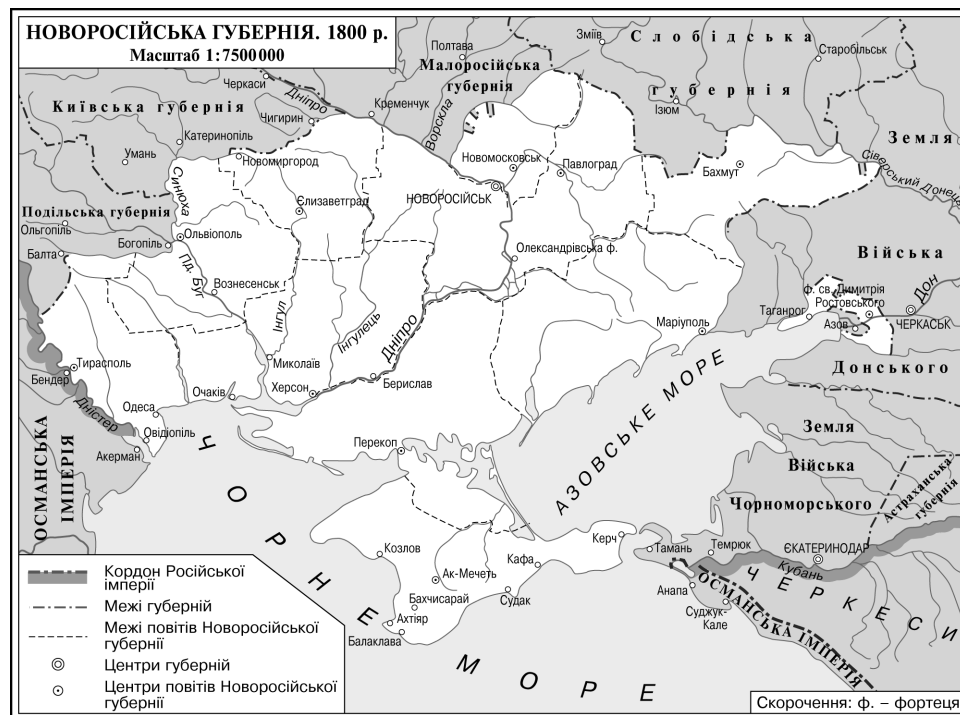 НОВОРОСІЙСЬКА ГУБЕРНІЯ. 1800 р.
Масштаб 1:7500000
Зміїв
Слобідська
губернія
Старобільськ
Полтава
Малоросійська
губернія
Черкаси
Дніпро
Кременчук
Ворскла
Ізюм
Київська губернія
Чигирин
Катеринопіль
Умань
Новомиргород
Новомосковськ
Павлоград
Бахмут
Земля
Сіверський Донець
Синюха
Єлизаветград
НОВОРОСІЙСЬК
Подільська губернія
Ольгопіль
Ольвіополь
Богопіль
Балта
Пд. Буг
Олександрівська ф.
Війська
Вознесенськ
Інгул
Інгулець
Дніпро
ф. св. Димитрія
Ростовського
Дон
Таганрог
Азов
ЧЕРКАСЬК
Маріуполь
Миколаїв
Тирасполь
Бендер
Херсон
Берислав
Очаків
Донського
Дністер
Одеса
Овідіополь
Акерман
Перекоп
АЗОВСЬКЕ МОРЕ
Земля
Війська
Чорноморського
Астраханська
губернія
ОСМАНСЬКА
ІМПЕРІЯ
ЧОРНЕ МОРЕ
Керч
Тамань
Темрюк
ЄКАТЕРИНОДАР
Кубань
Козлов
Кафа
Ак-Мечеть
Бахчисарай
Судак
Ахтіяр
Балаклава
Анапа
Суджук-
Кале
ОСМАНСЬКА ІМПЕРІЯ
ЧЕРКЕСИ
Кордон Російської
імперії
Межі губерній
Межі повітів Новоросійської
губернії
Центри губерній
Центри повітів Новоросійської
губернії
Скорочення: ф. – фортеця